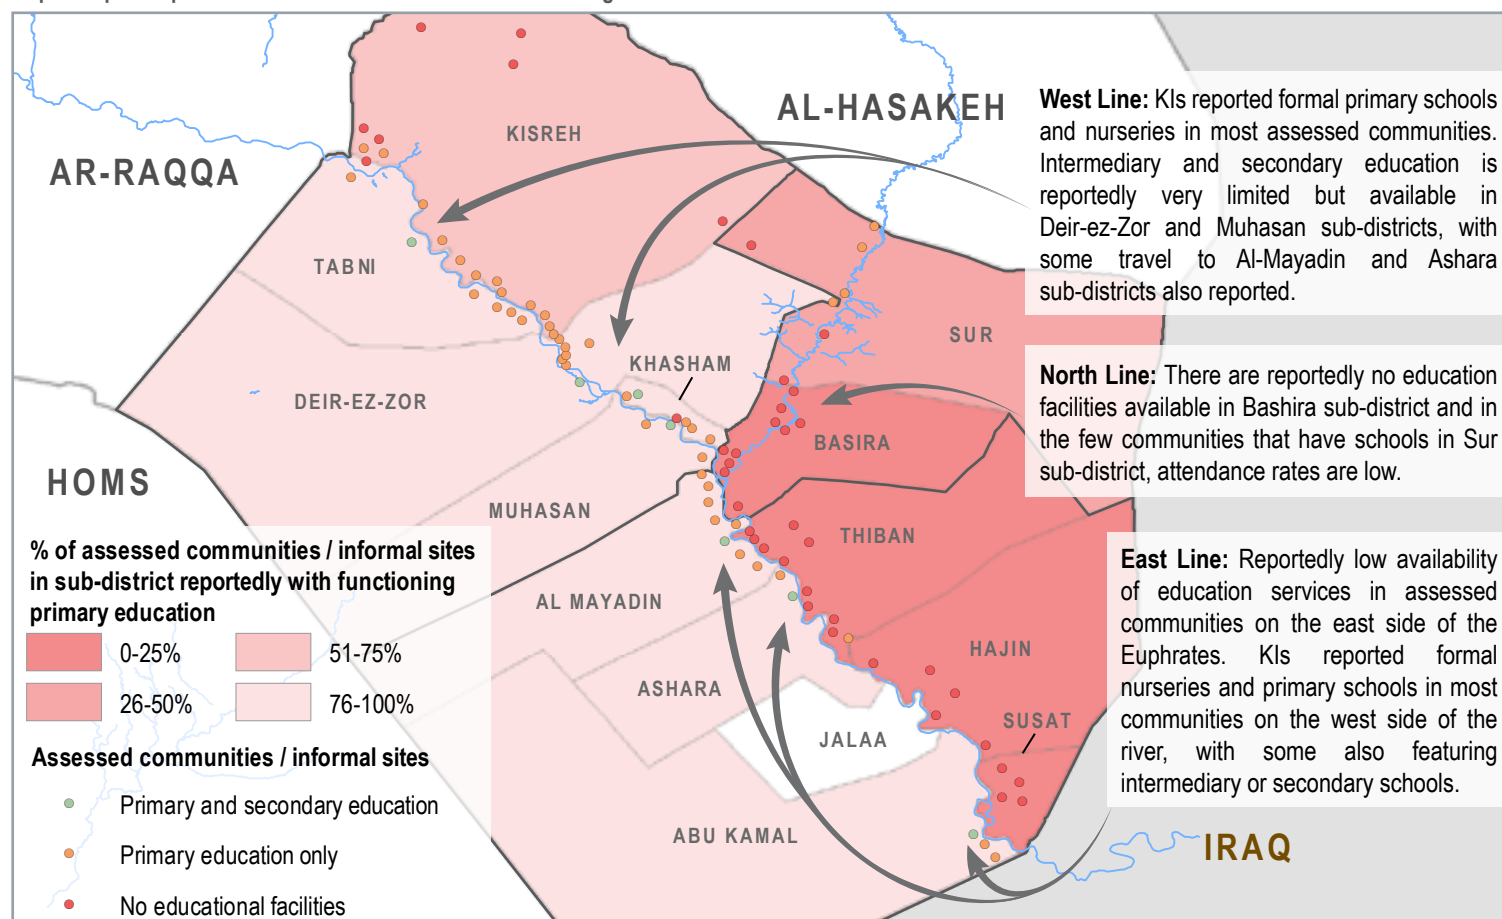 AL-HASAKEH
KISREH
AR-RAQQA
TABNI
SUR
KHASHAM
DEIR-EZ-ZOR
BASIRA
HOMS
MUHASAN
THIBAN
AL MAYADIN
HAJIN
ASHARA
SUSAT
JALAA
ABU KAMAL
IRAQ
West Line: KIs reported formal primary schools
and nurseries in most assessed communities.
Intermediary and secondary education is
reportedly very limited but available in
Deir-ez-Zor and Muhasan sub-districts, with
some travel to Al-Mayadin and Ashara
sub-districts also reported.
North Line: There are reportedly no education
facilities available in Bashira sub-district and in
the few communities that have schools in Sur
sub-district, attendance rates are low.
East Line: Reportedly low availability
of education services in assessed
communities on the east side of the
Euphrates. KIs reported formal
nurseries and primary schools in most
communities on the west side of the
river, with some also featuring
intermediary or secondary schools.
% of assessed communities / informal sites
in sub-district reportedly with functioning
primary education
0-25%
51-75%
26-50%
76-100%
Assessed communities / informal sites
Primary and secondary education
Primary education only
No educational facilities